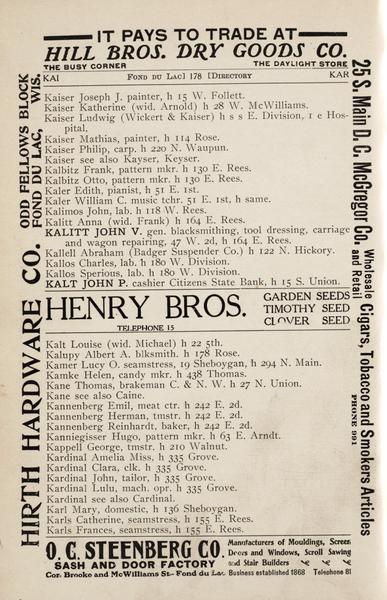 IT PAYS TO TRADE AT
HILL BROS. DRY GOODS CO.
THE BUSY CORNER THE DAYLIGHT STORE
KAI FOND DU LAC] 178 [DIRECTORY KAR
Kaiser Joseph J. painter, h 15 W. Follett.
Kaiser Katherine (wid. Arnold) h 28 W. McWilliams.
Kaiser Ludwig (Wickert & Kaiser) h s s E. Division, 1 e Hos-
pital.
Kaiser Mathias, painter, h 114 Rose.
Kaiser Philip, carp. h 220 N. Waupun.
Kaiser see also Kayser, Keyser.
Kalbitz Frank, pattern mkr. h 130 E. Rees.
Kalbitz Otto, pattern mkr. h 130 E. Rees.
Kaler Edith, pianist, h 51 E. 1st.
Kaler William C. music tchr. 51 E. 1st, h same.
Kalimos John, lab. h 118 W. Rees.
Kalitt Anna (wid. Frank) h 164 E. Rees.
KALITT JOHN V. gen. blacksmithing, tool dressing, carriage
and wagon repairing, 47 W. 2d, h 164 E. Rees.
Kallell Abraham (Badger Suspender Co.) h 122 N. Hickory.
Kallos Charles, lab. h 180 W. Division.
Kallos Sperious, lab. h 180 W. Division.
KALT JOHN P. cashier Citizens State Bank, h 15 S. Union.
HENRY BROS.
TELEPHONE 15
GARDEN SEEDS
TIMOTHY SEED
CLOVER SEED
Kalt Louise (wid. Michael) h 22 5th.
Kalupy Albert A. blksmith. h 178 Rose.
Kamer Lucy O. seamstress, 19 Sheboygan, h 294 N. Main.
Kamke Helen, candy mkr. h 438 Thomas.
Kane Thomas, brakeman C. & N. W. h 27 N. Union.
Kane see also Caine.
Kannenberg Emil, meat ctr. h 242 E. 2d.
Kannenberg Herman, tmstr. h 242 E. 2d.
Kannenberg Reinhardt, baker, h 242 E. 2d.
Kanniegisser Hugo, pattern mkr. h 63 E. Arndt.
Kappell George, tmstr. h 210 Walnut.
Kardinal Amelia Miss, h 335 Grove.
Kardinal Clara, clk. h 335 Grove.
Kardinal John, tailor, h 335 Grove.
Kardinal Lulu, mach. opr. h 335 Grove.
Kardinal see also Cardinal.
Karl Mary, domestic, h 136 Sheboygan.
Karls Catherine, seamstress, h 155 E. Rees.
Karls Frances, seamstress, h 155 E. Rees.
O. C. STEENBERG CO.
SASH AND DOOR FACTORY
Cor. Brooke and McWilliams St- Fond du Lac
Manufacturers of Mouldings, Screen
Doors and Windows, Scroll Sawing
and Stair Builders
Business established 1868 Telephone 81
HIRTH HARDWARE CO.
ODD FELLOWS BLOCK
FOND DU LAC, WIS.
25 S. Main D. C. McGregor Co. Wholesale
and Retail Cigars, Tobacco and Smokers Articles
PHONE 991